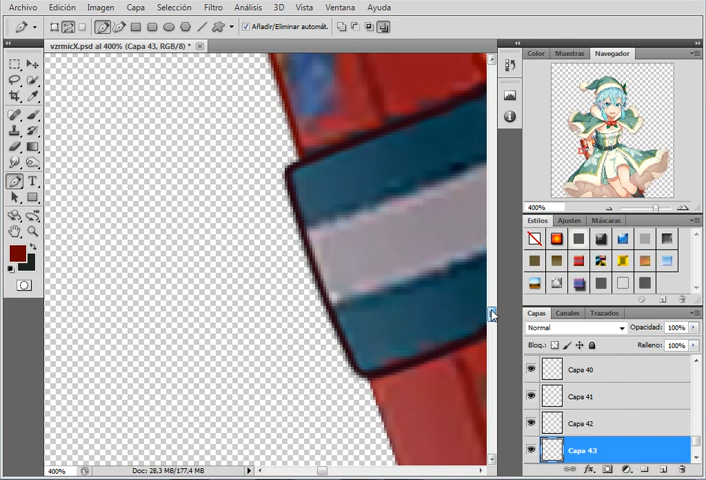 Archivo Edición Imagen Capa Selección Filtro Análisis 3D Vista Ventana Ayuda
Añadir/Eliminar automát.
vzrmicX.psd al 400% (Capa 43, RGB/8) *
Color Muestras Navegador
400%
Estilos Ajustes Máscaras
Capas Canales Trazados
Normal Opacidad: 100%
Bloq.: Relleno: 100%
Capa 40
Capa 41
Capa 42
Capa 43
400% Doc: 28,3 MB/177,4 MB